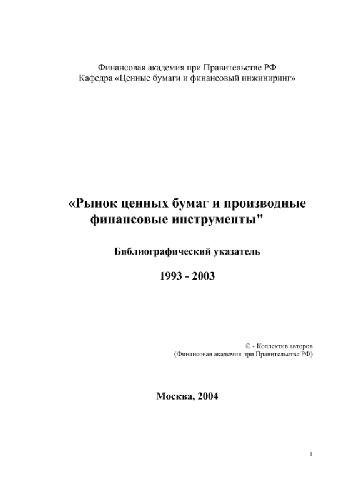 Финансовая академия при Правительстве РФ
Кафедра «Ценные бумаги и финансовый инжиниринг»
«Рынок ценных бумаг и производные
финансовые инструменты"
Библиографический указатель
1993 - 2003
© - Коллектив авторов
(Финансовая академия при Правительстве РФ)
Москва, 2004
1